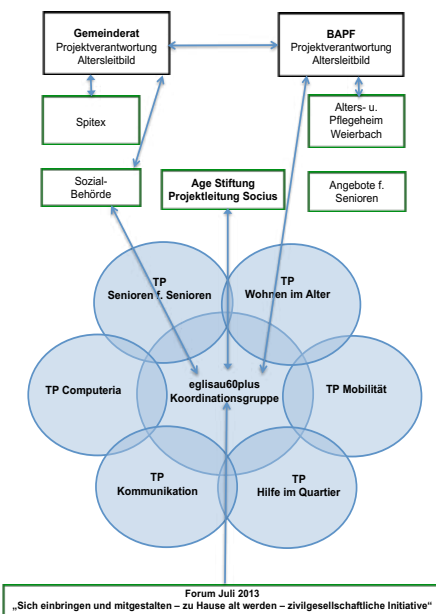 Gemeinderat
Projektverantwortung
Altersleitbild
BAPF
Projektverantwortung
Altersleitbild
Spitex
Alters- u.
Pflegeheim
Weierbach
Sozial-
Behörde
Age Stiftung
Projektleitung Socius
Angebote f.
Senioren
TP
Senioren f. Senioren
TP
Wohnen im Alter
TP Computeria
eglisau60plus
Koordinationsgruppe
TP Mobilität
TP
Kommunikation
TP
Hilfe im Quartier
Forum Juli 2013
„Sich einbringen und mitgestalten – zu Hause alt werden – zivilgesellschaftliche Initiative“